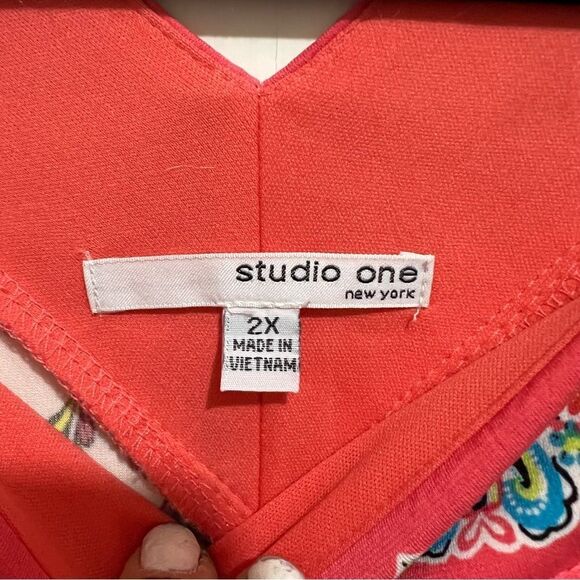 studio one
new york
2X
MADE IN
VIETNAM